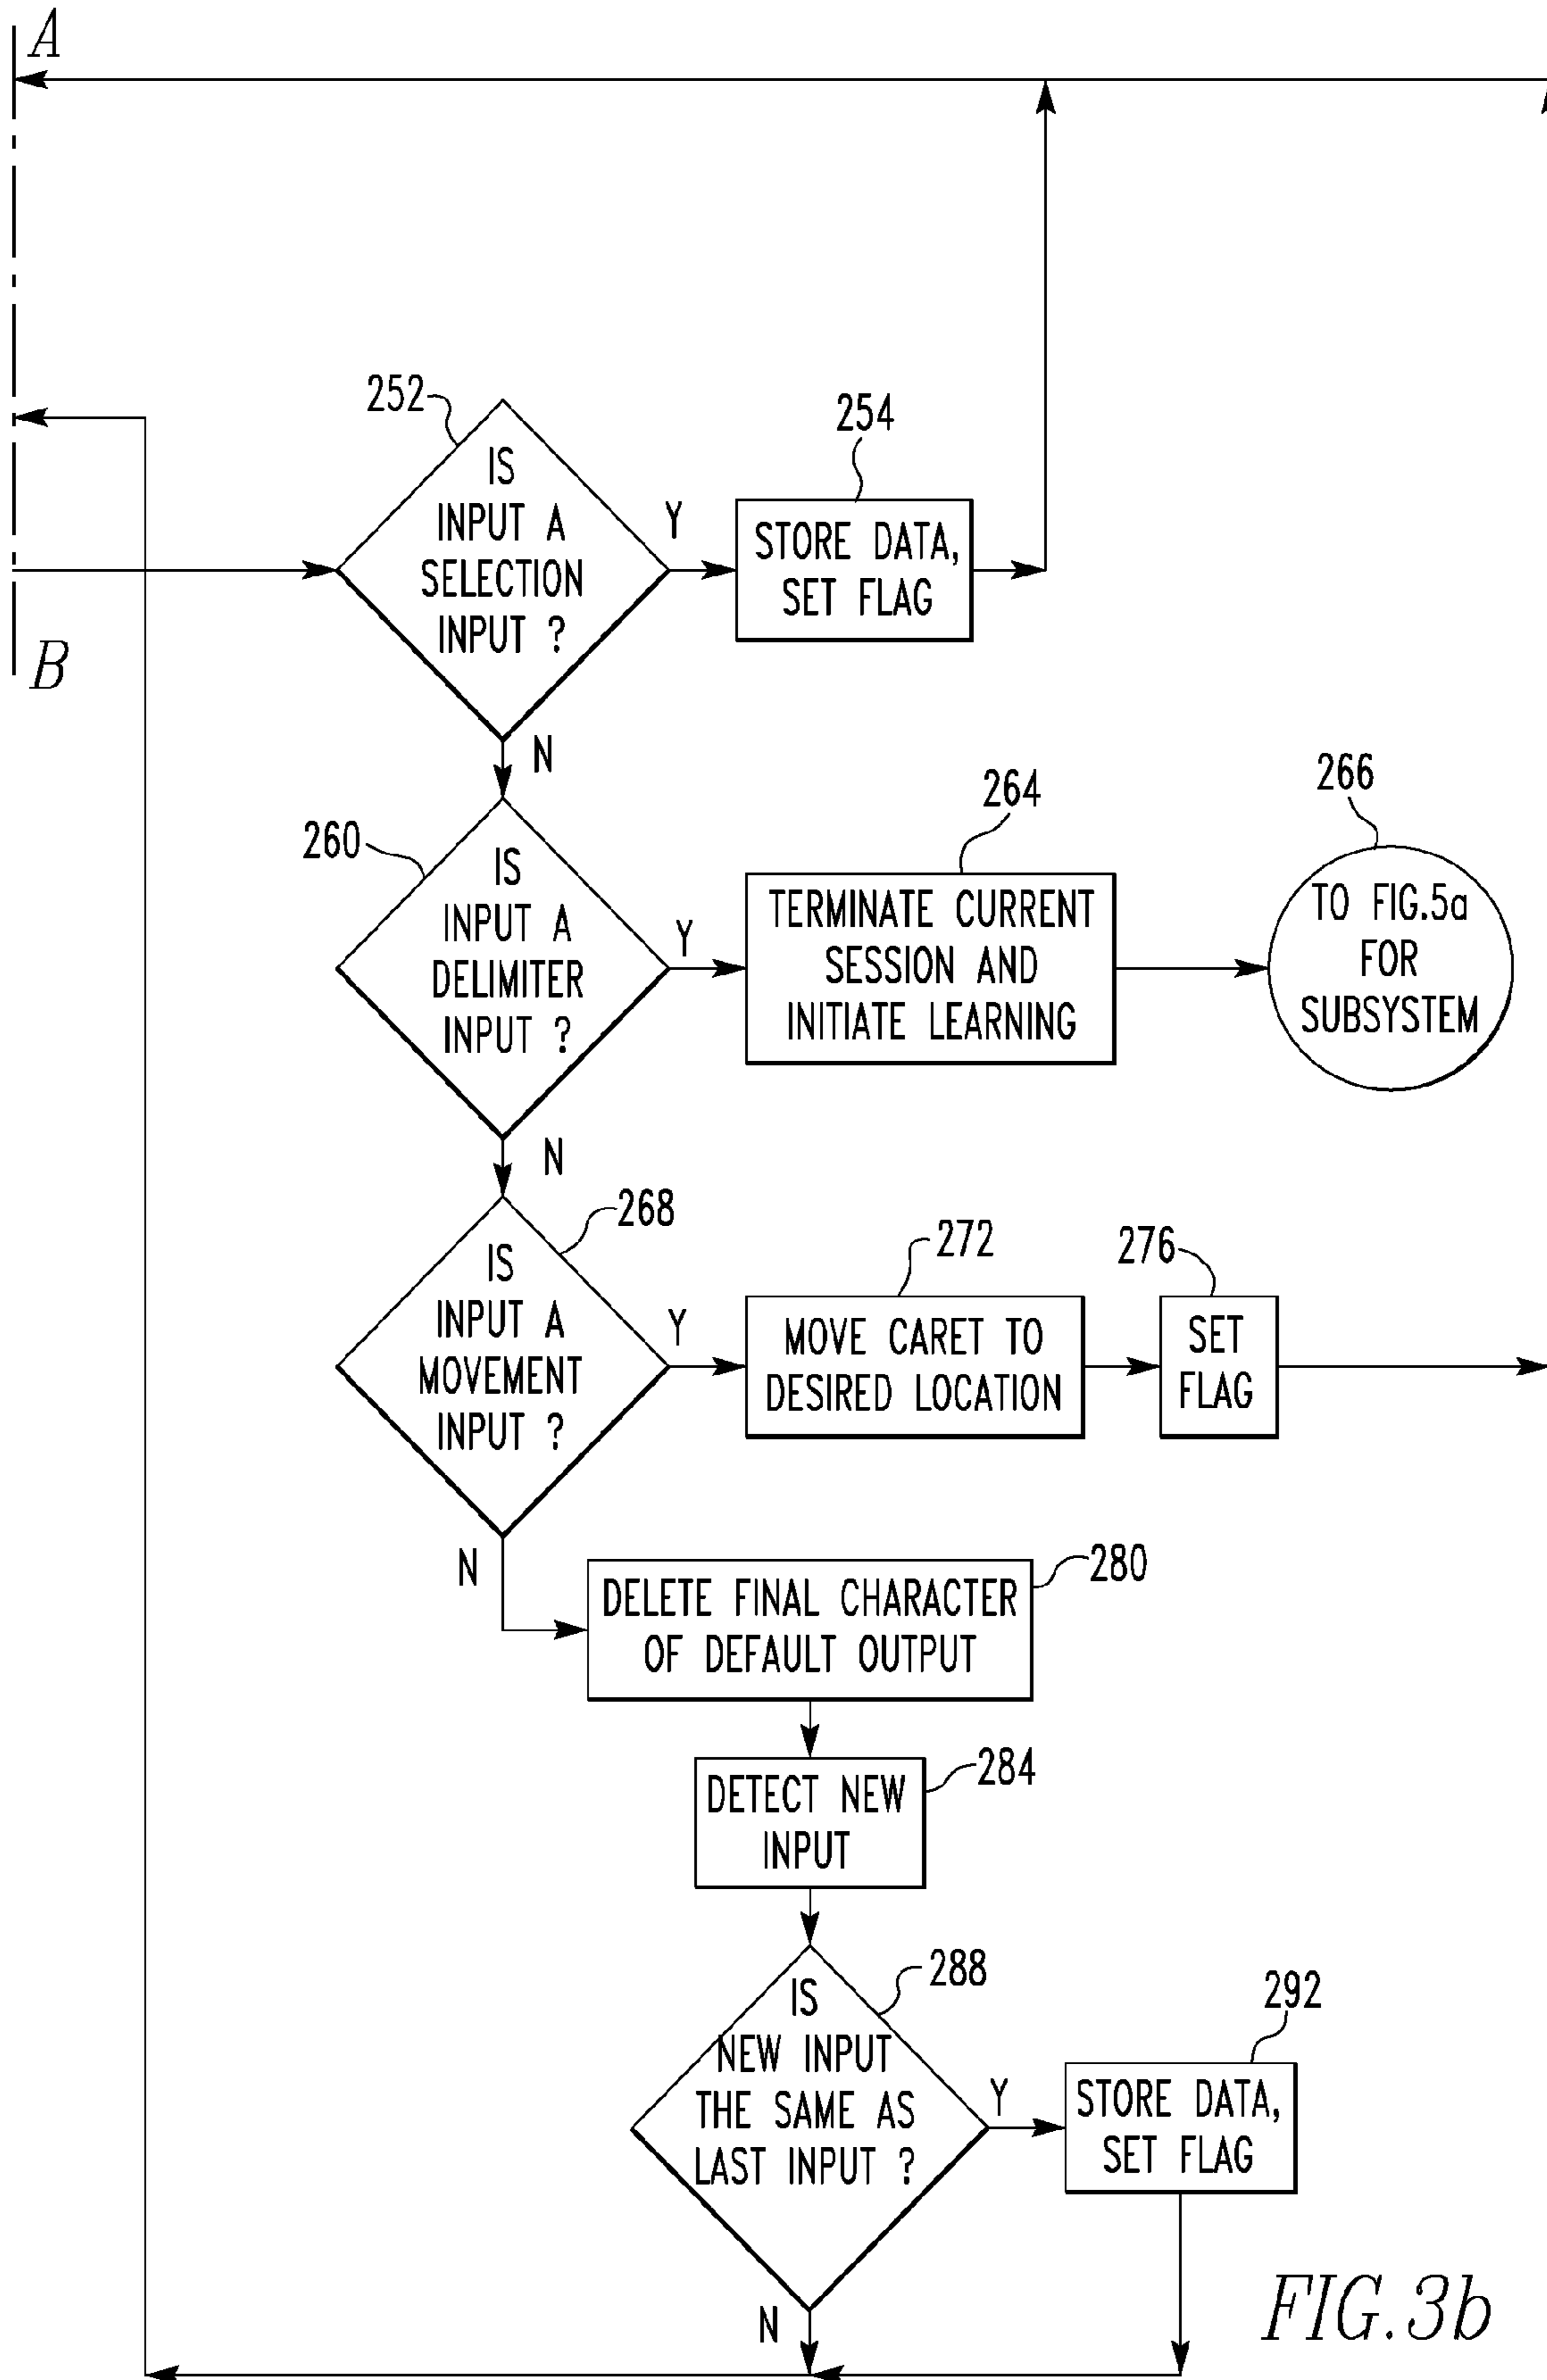 A
252
IS
INPUT A
SELECTION
INPUT ?
Y
254
STORE DATA,
SET FLAG
B
N
260
IS
INPUT A
DELIMITER
INPUT ?
Y
264
TERMINATE CURRENT
SESSION AND
INITIATE LEARNING
266
TO FIG.5a
FOR
SUBSYSTEM
N
268
IS
INPUT A
MOVEMENT
INPUT ?
Y
272
MOVE CARET TO
DESIRED LOCATION
276
SET
FLAG
N
280
DELETE FINAL CHARACTER
OF DEFAULT OUTPUT
284
DETECT NEW
INPUT
288
IS
NEW INPUT
THE SAME AS
LAST INPUT ?
Y
292
STORE DATA,
SET FLAG
N
FIG.3b